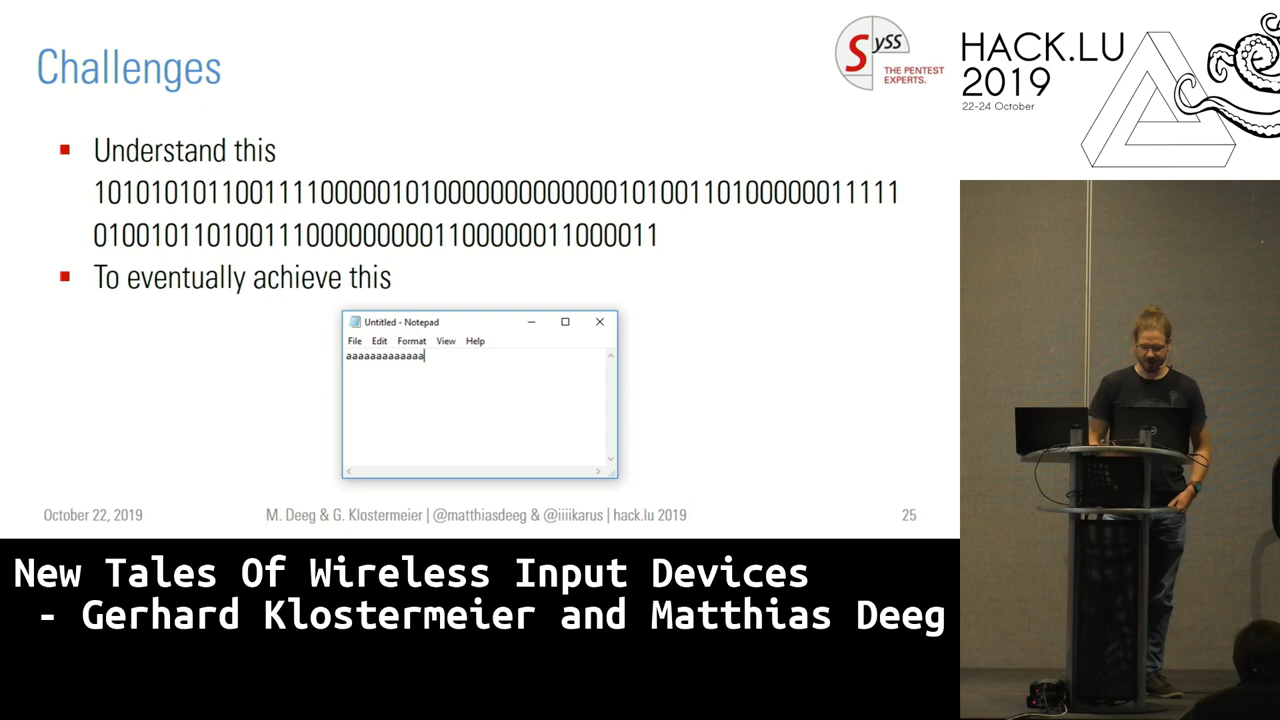 Challenges
SySS
THE PENTEST
EXPERTS.
HACK.LU
2019
22-24 October
▪ Understand this
1010101011001111000001010000000000000010100110100000011111
0100101101001110000000001100000011000011
▪ To eventually achieve this
Untitled - Notepad
File Edit Format View Help
aaaaaaaaaaaaa
October 22, 2019
M. Deeg & G. Klostermeier | @matthiasdeeg & @iiiikarus | hack.lu 2019
25
New Tales Of Wireless Input Devices
- Gerhard Klostermeier and Matthias Deeg